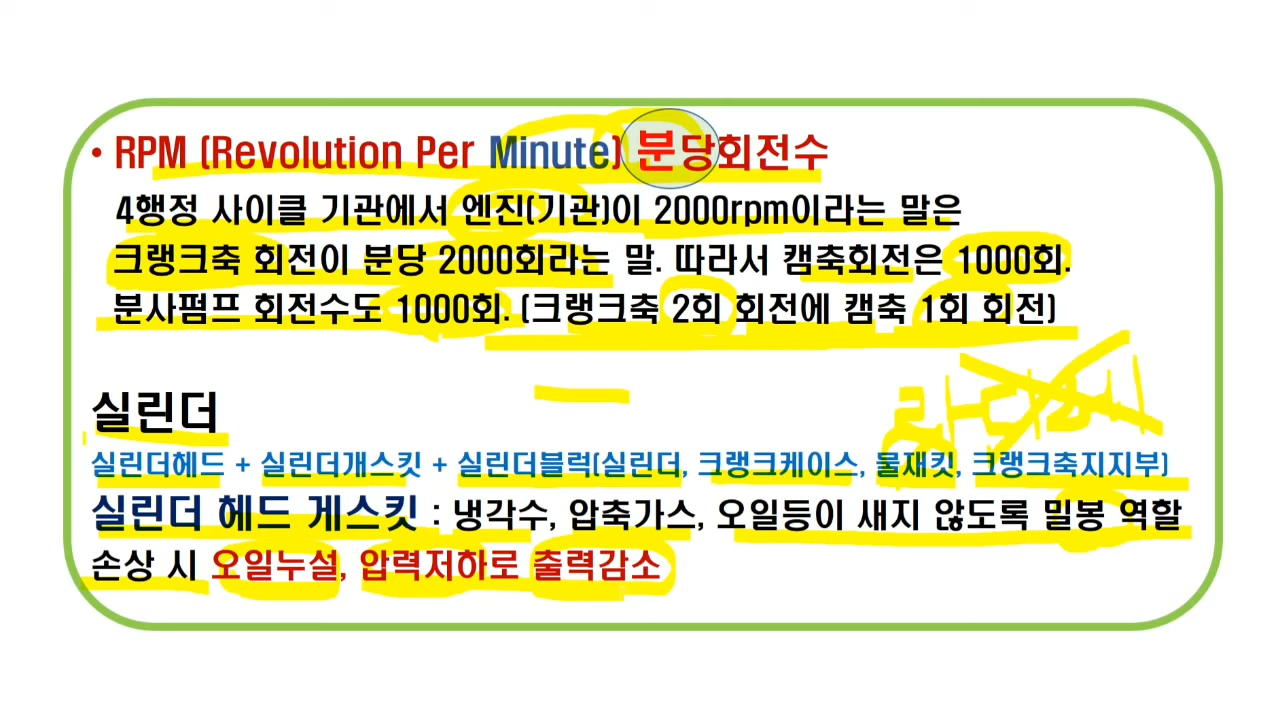 • RPM (Revolution Per Minute) 분당회전수
4행정 사이클 기관에서 엔진(기관)이 2000rpm이라는 말은
크랭크축 회전이 분당 2000회라는 말. 따라서 캠축회전은 1000회.
분사펌프 회전수도 1000회. (크랭크축 2회 회전에 캠축 1회 회전)
실린더
실린더헤드 + 실린더개스킷 + 실린더블럭(실린더, 크랭크케이스, 물재킷, 크랭크축지지부)
실린더 헤드 게스킷 : 냉각수, 압축가스, 오일등이 새지 않도록 밀봉 역할
손상 시 오일누설, 압력저하로 출력감소